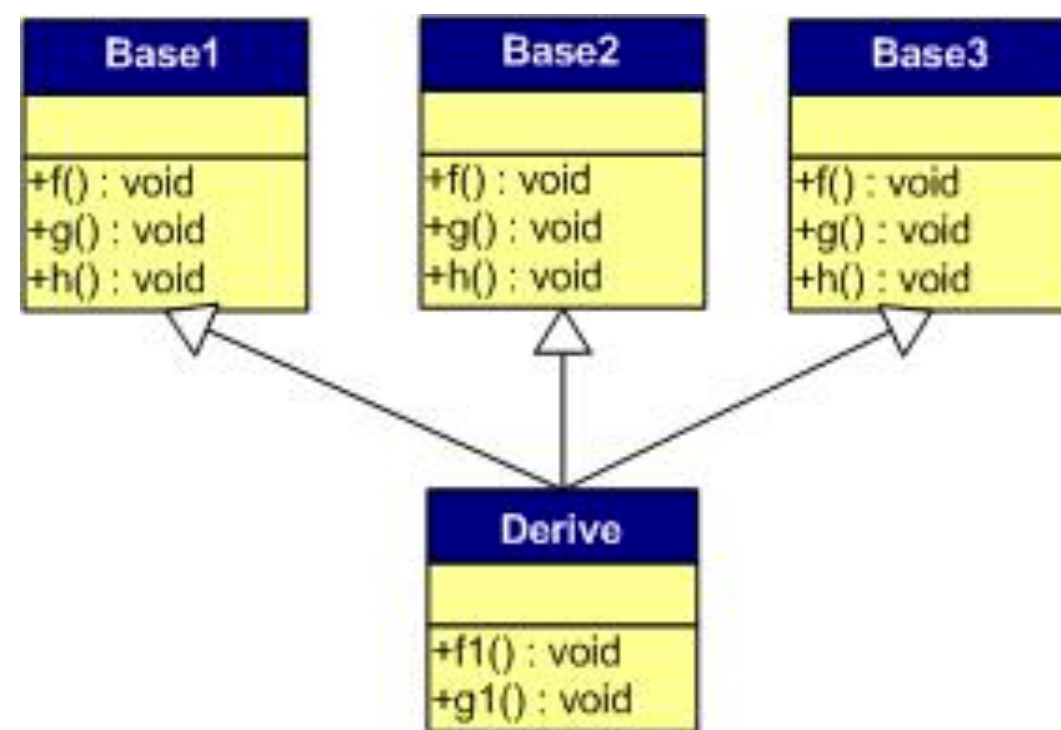 Base1
+f() : void
+g() : void
+h() : void
Base2
+f() : void
+g() : void
+h() : void
Base3
+f() : void
+g() : void
+h() : void
Derive
+f1() : void
+g1() : void